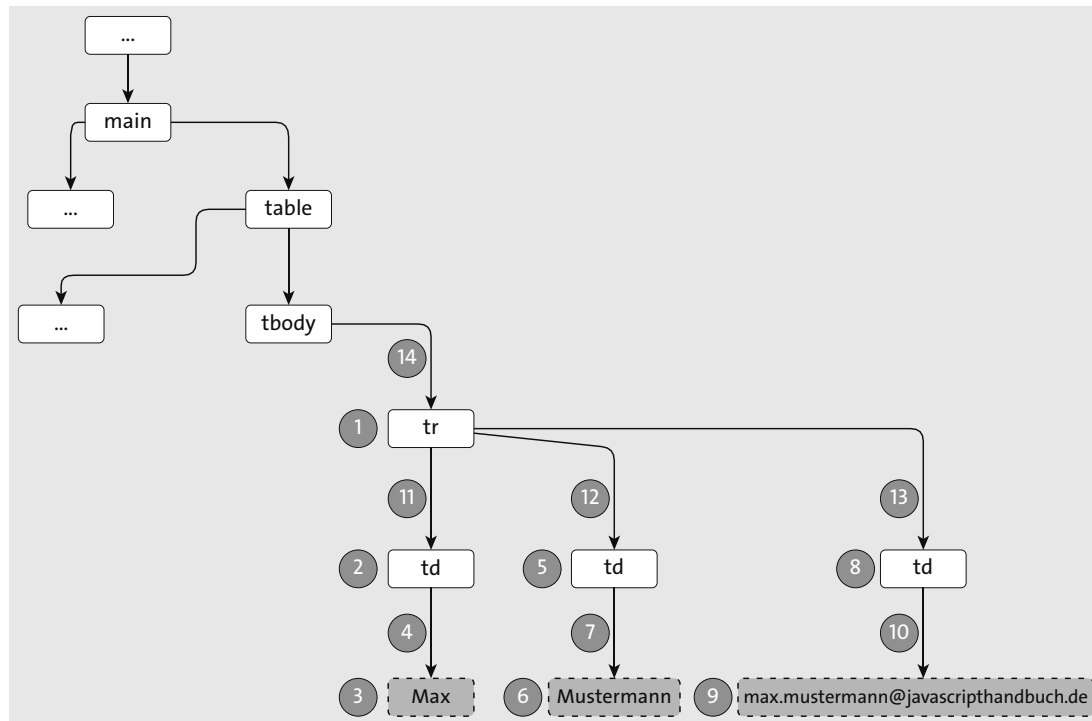 ...
main
...
table
...
tbody
14
1
tr
11
12
13
2
td
5
td
8
td
4
7
10
3
Max
6
Mustermann
9
max.mustermann@javascripthandbuch.de